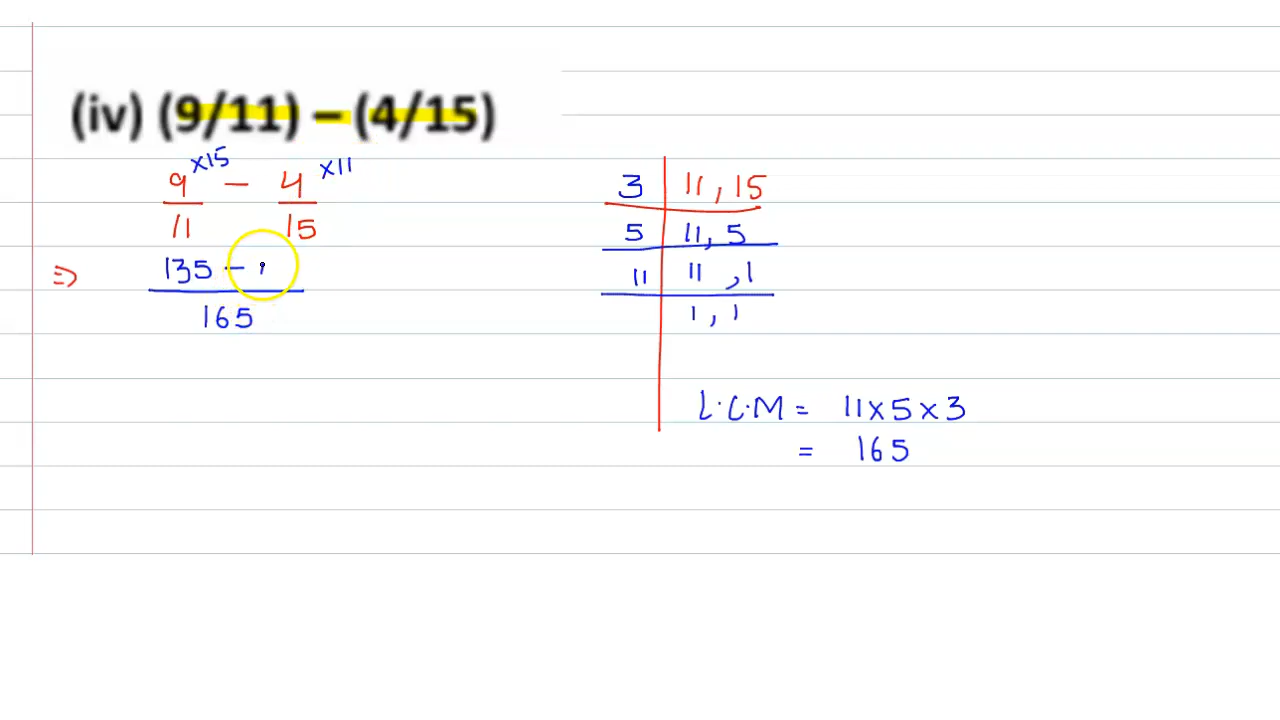 (iv) (9/11) – (4/15)
×15 ×11
9 – 4
11 15
⇒ 135 –
165
3 | 11, 15
5 | 11, 5
11 | 11, 1
1, 1
L.C.M = 11×5×3
= 165